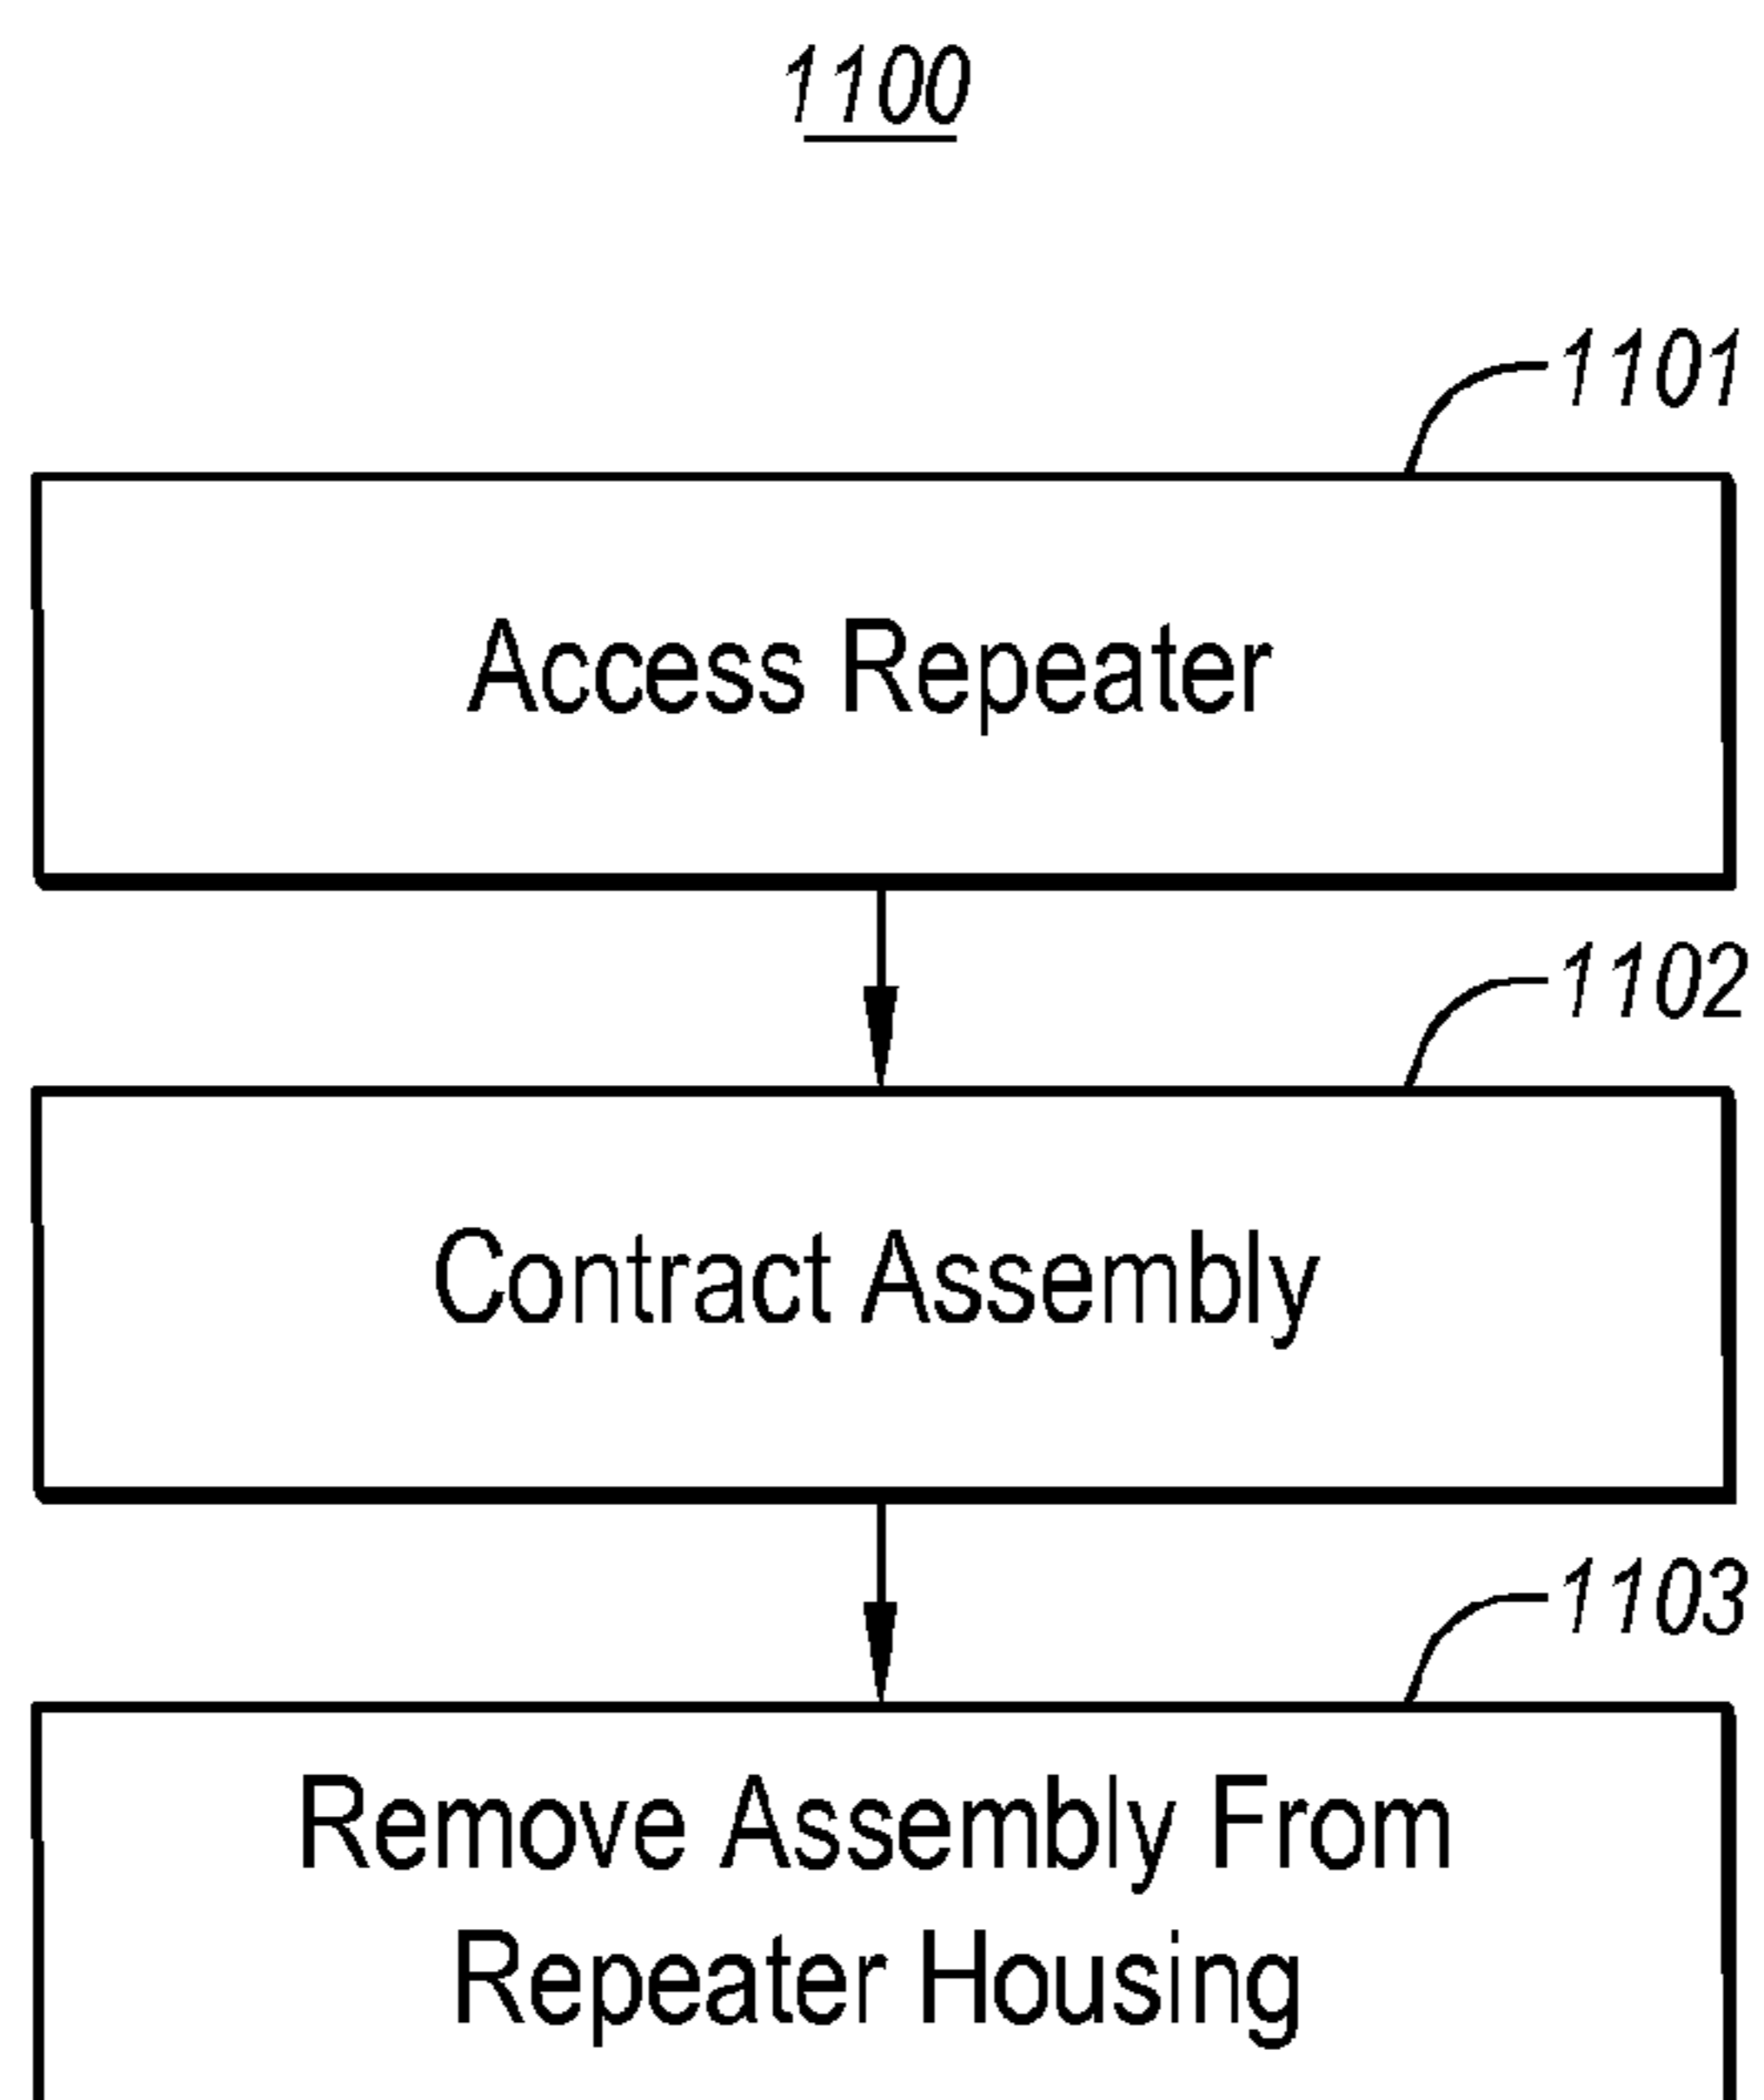 1100
1101
Access Repeater
1102
Contract Assembly
1103
Remove Assembly From
Repeater Housing